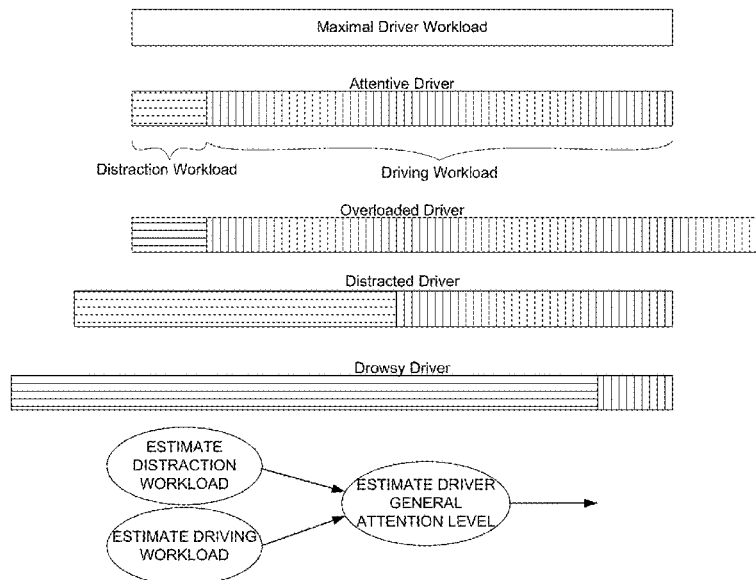 Maximal Driver Workload
Attentive Driver
Distraction Workload
Driving Workload
Overloaded Driver
Distracted Driver
Drowsy Driver
ESTIMATE
DISTRACTION
WORKLOAD
ESTIMATE DRIVING
WORKLOAD
ESTIMATE DRIVER
GENERAL
ATTENTION LEVEL